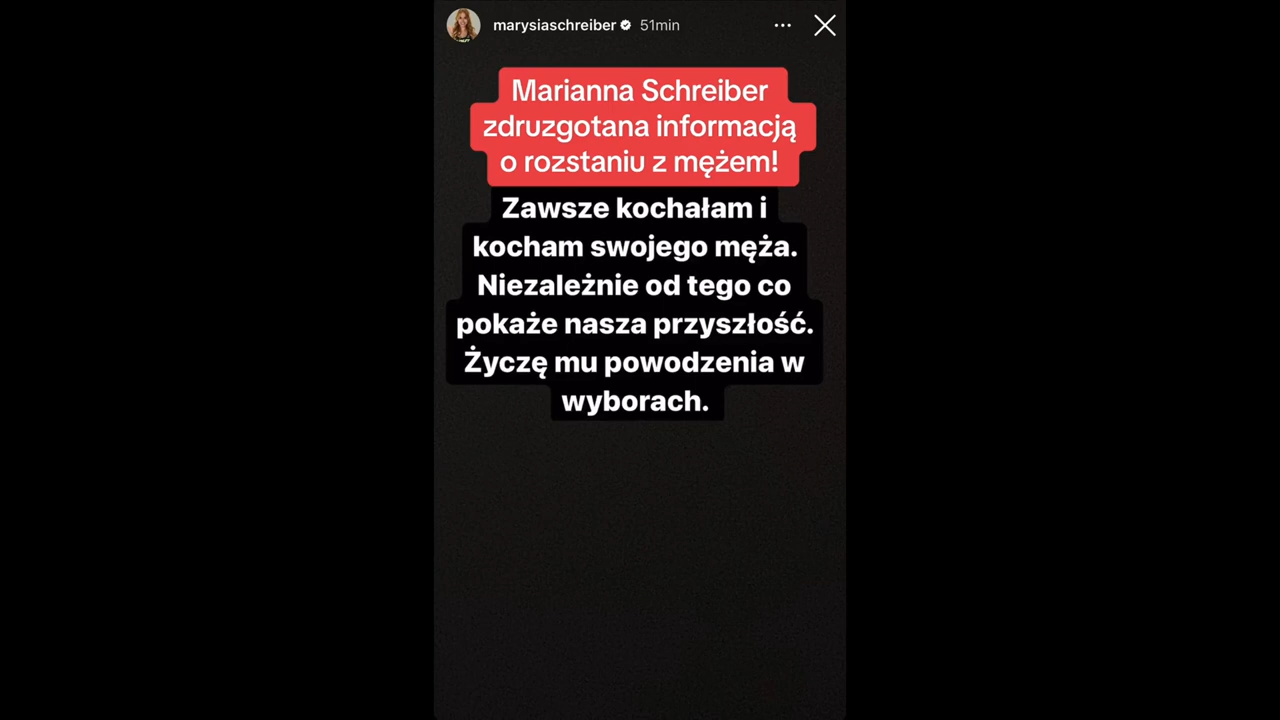 marysiaschreiber 51min
Marianna Schreiber
zdruzgotana informacją
o rozstaniu z mężem!
Zawsze kochałam i
kocham swojego męża.
Niezależnie od tego co
pokaże nasza przyszłość.
Życzę mu powodzenia w
wyborach.